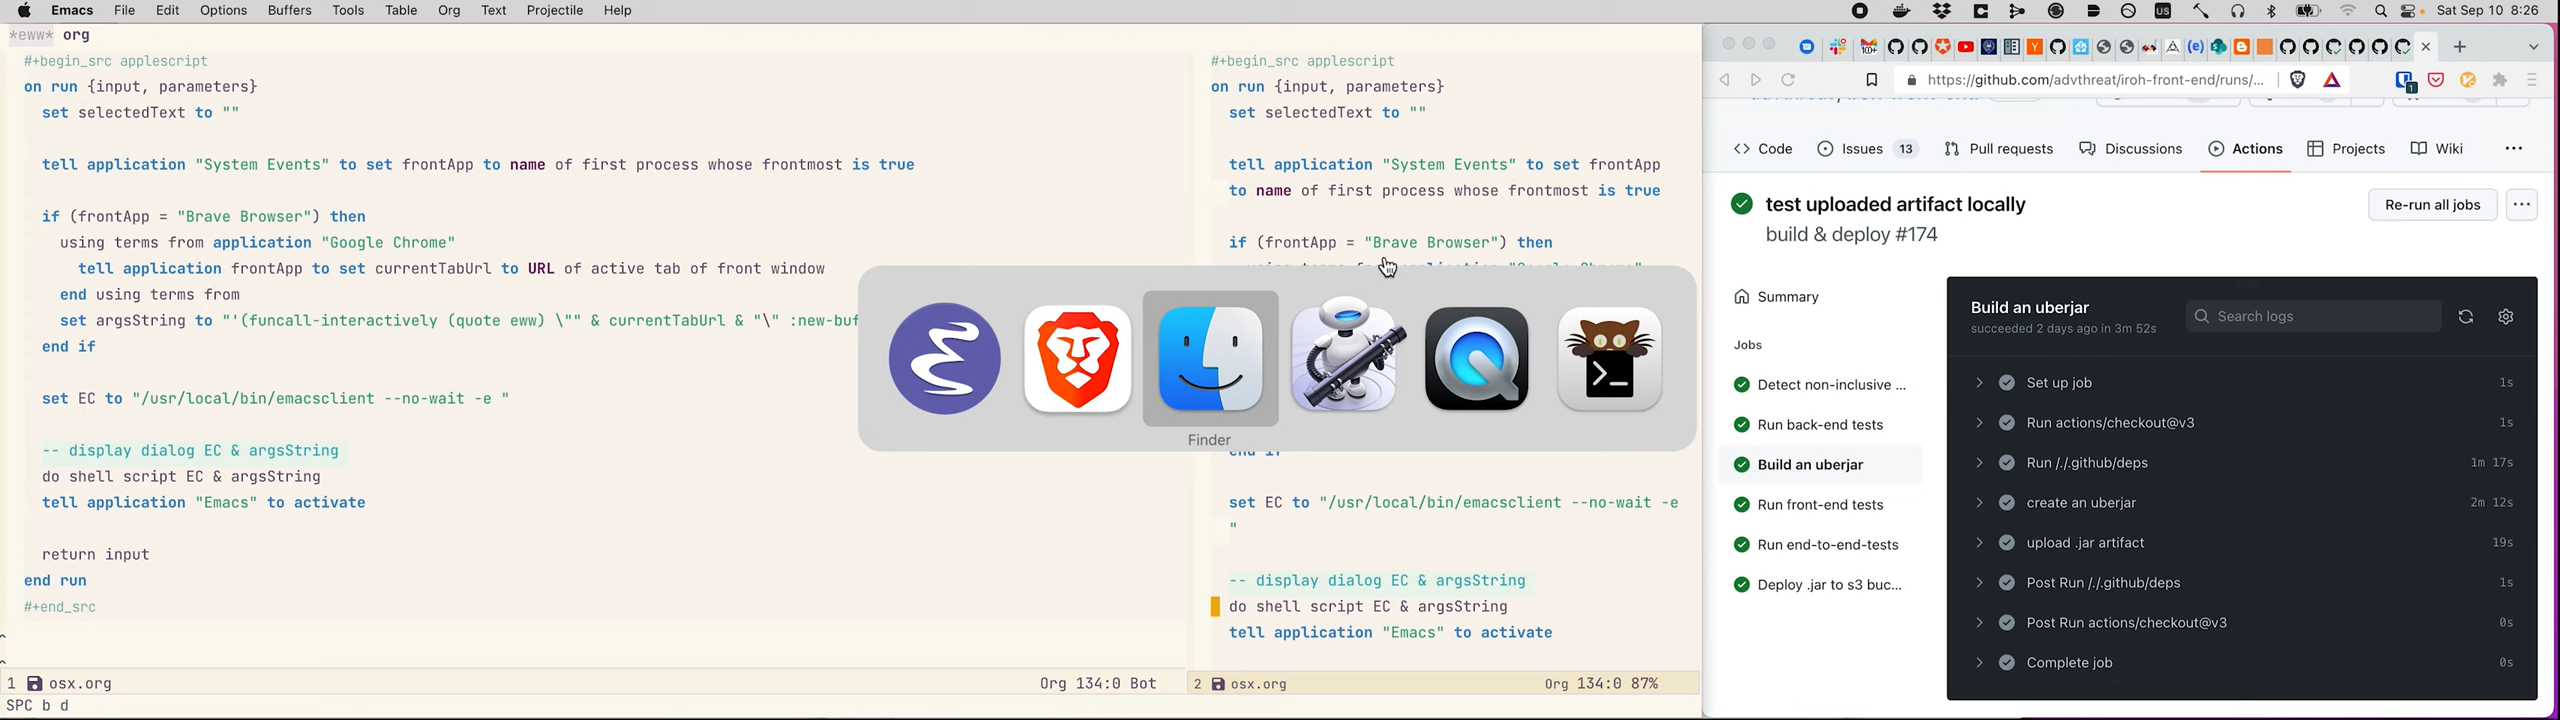 Emacs File Edit Options Buffers Tools Table Org Text Projectile Help
US Sat Sep 10 8:26
*eww* org
#+begin_src applescript
on run {input, parameters}
set selectedText to ""
tell application "System Events" to set frontApp to name of first process whose frontmost is true
if (frontApp = "Brave Browser") then
using terms from application "Google Chrome"
tell application frontApp to set currentTabUrl to URL of active tab of front window
end using terms from
set argsString to "'(funcall-interactively (quote eww) \"" & currentTabUrl & "\" :new-buf
end if
set EC to "/usr/local/bin/emacsclient --no-wait -e "
-- display dialog EC & argsString
do shell script EC & argsString
tell application "Emacs" to activate
return input
end run
#+end_src
1 osx.org Org 134:0 Bot
SPC b d
#+begin_src applescript
on run {input, parameters}
set selectedText to ""
tell application "System Events" to set frontApp
to name of first process whose frontmost is true
if (frontApp = "Brave Browser") then
end if
set EC to "/usr/local/bin/emacsclient --no-wait -e
"
-- display dialog EC & argsString
do shell script EC & argsString
tell application "Emacs" to activate
2 osx.org Org 134:0 87%
Finder
https://github.com/advthreat/iroh-front-end/runs/...
1
Code Issues 13 Pull requests Discussions Actions Projects Wiki ...
test uploaded artifact locally
build & deploy #174
Re-run all jobs ...
Summary
Jobs
Detect non-inclusive ...
Run back-end tests
Build an uberjar
Run front-end tests
Run end-to-end-tests
Deploy .jar to s3 buc...
Build an uberjar
succeeded 2 days ago in 3m 52s
Search logs
Set up job 1s
Run actions/checkout@v3 1s
Run /./.github/deps 1m 17s
create an uberjar 2m 12s
upload .jar artifact 19s
Post Run /./.github/deps 1s
Post Run actions/checkout@v3 0s
Complete job 0s